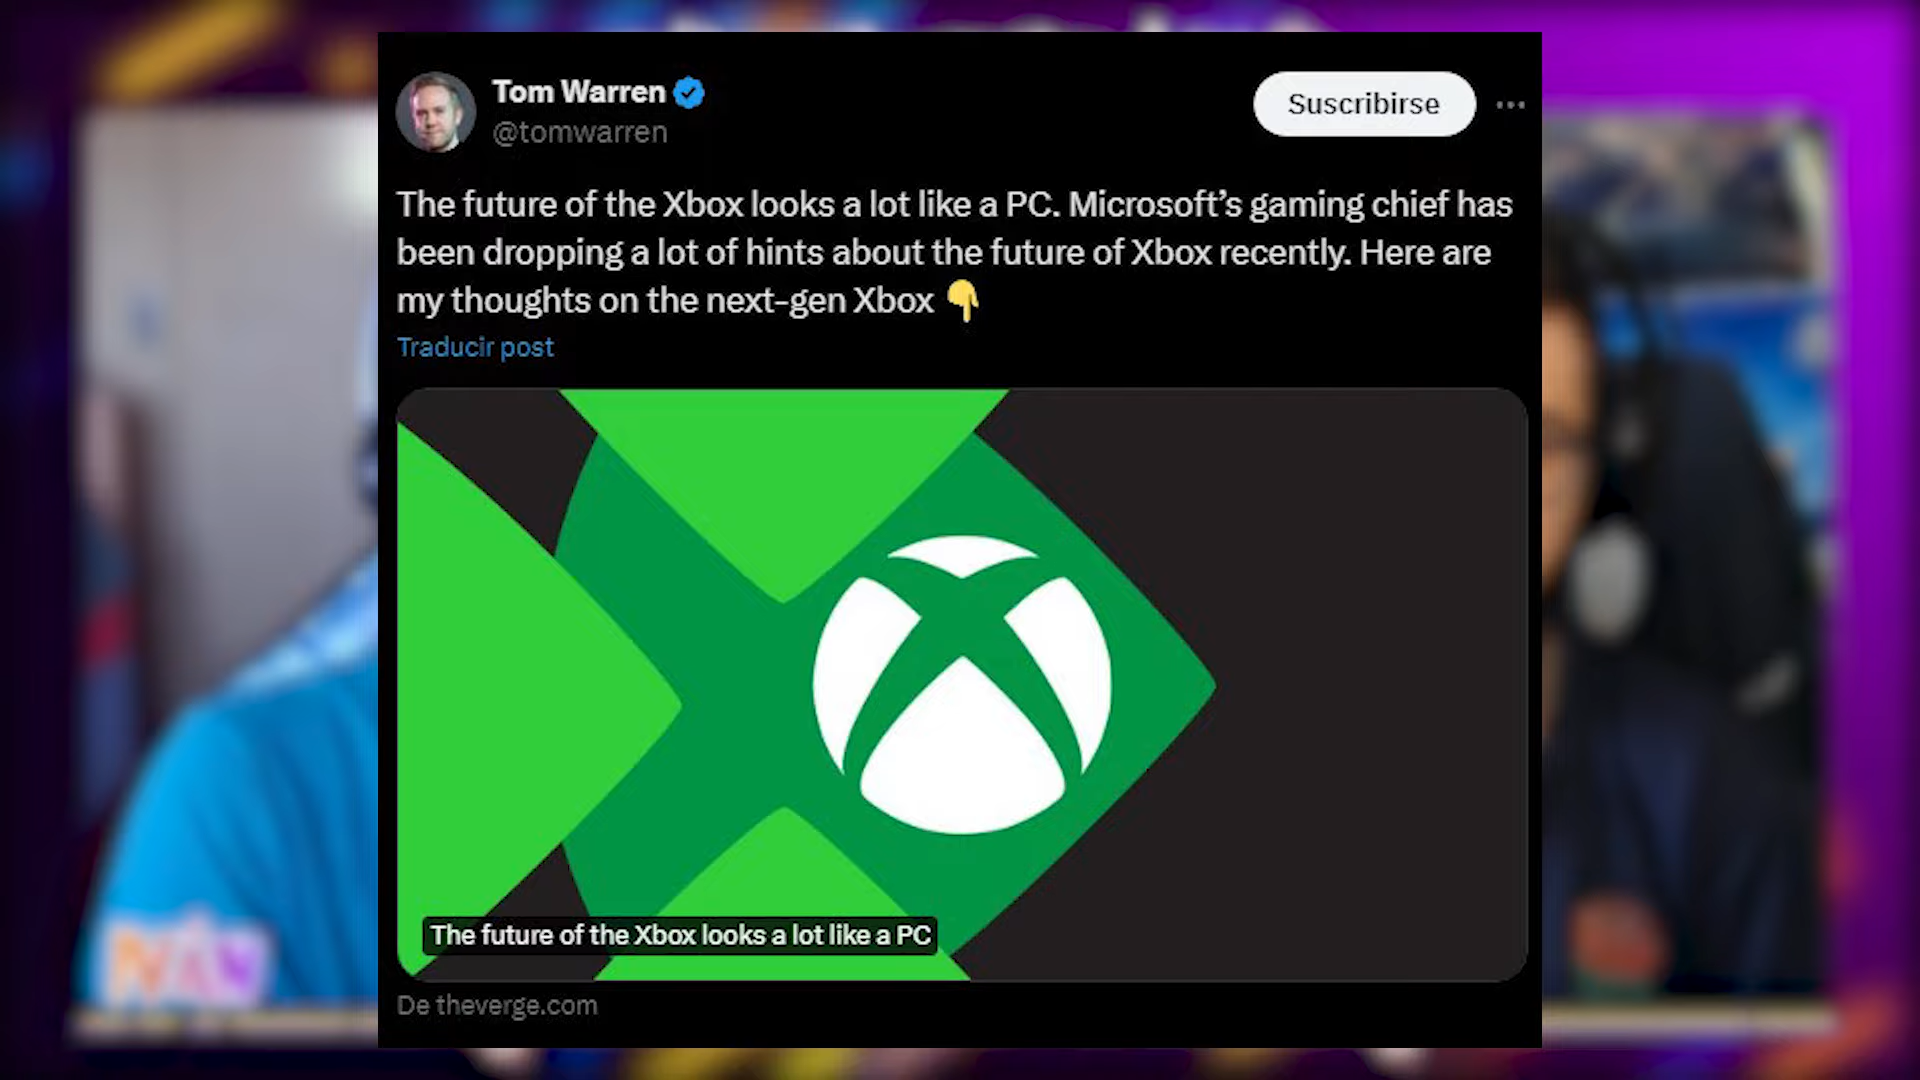 Tom Warren
@tomwarren
Suscribirse
The future of the Xbox looks a lot like a PC. Microsoft’s gaming chief has
been dropping a lot of hints about the future of Xbox recently. Here are
my thoughts on the next-gen Xbox 👇
Traducir post
The future of the Xbox looks a lot like a PC
De theverge.com